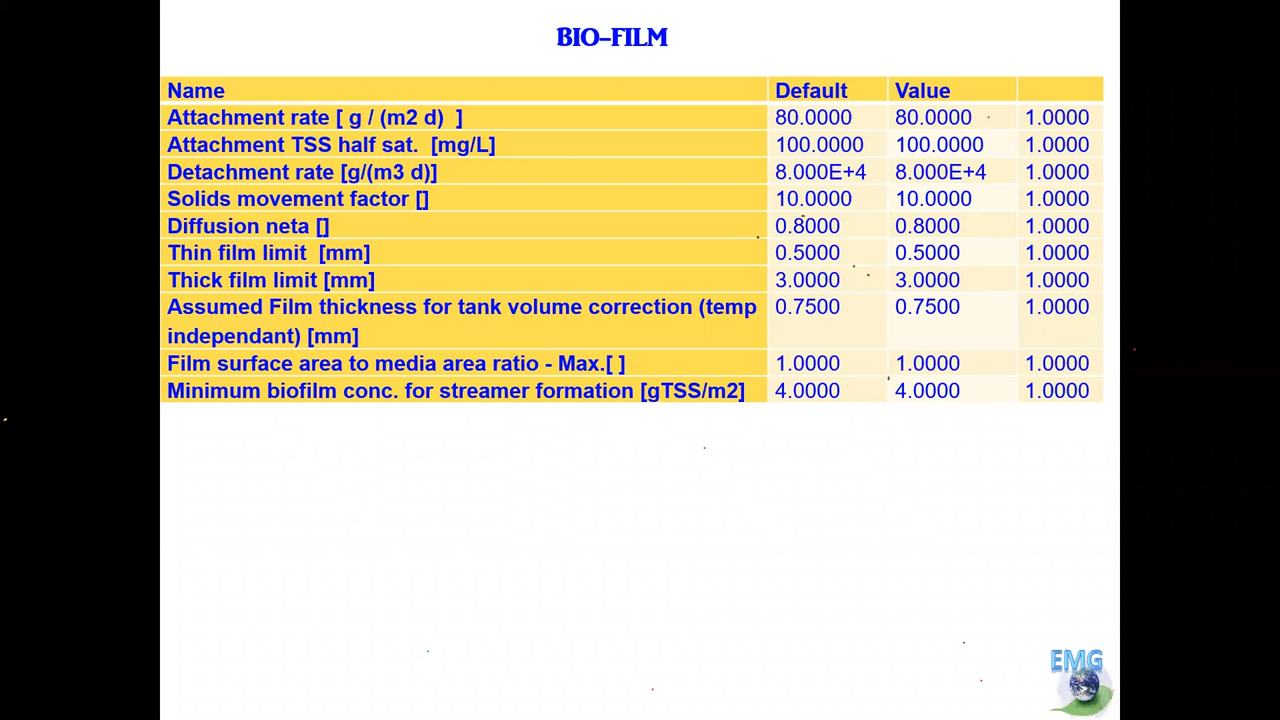 BIO-FILM
Name Default Value
Attachment rate [ g / (m2 d)  ] 80.0000 80.0000 1.0000
Attachment TSS half sat.  [mg/L] 100.0000 100.0000 1.0000
Detachment rate [g/(m3 d)] 8.000E+4 8.000E+4 1.0000
Solids movement factor [] 10.0000 10.0000 1.0000
Diffusion neta [] 0.8000 0.8000 1.0000
Thin film limit  [mm] 0.5000 0.5000 1.0000
Thick film limit [mm] 3.0000 3.0000 1.0000
Assumed Film thickness for tank volume correction (temp 0.7500 0.7500 1.0000
independant) [mm]
Film surface area to media area ratio - Max.[ ] 1.0000 1.0000 1.0000
Minimum biofilm conc. for streamer formation [gTSS/m2] 4.0000 4.0000 1.0000
EMG